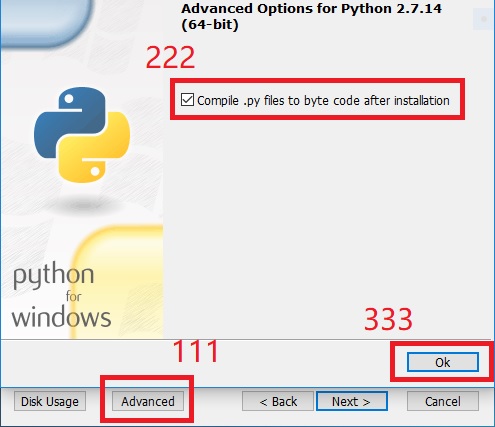 Advanced Options for Python 2.7.14
(64-bit)
222
Compile .py files to byte code after installation
python
for
windows
333
111
Ok
Disk Usage
Advanced
< Back
Next >
Cancel